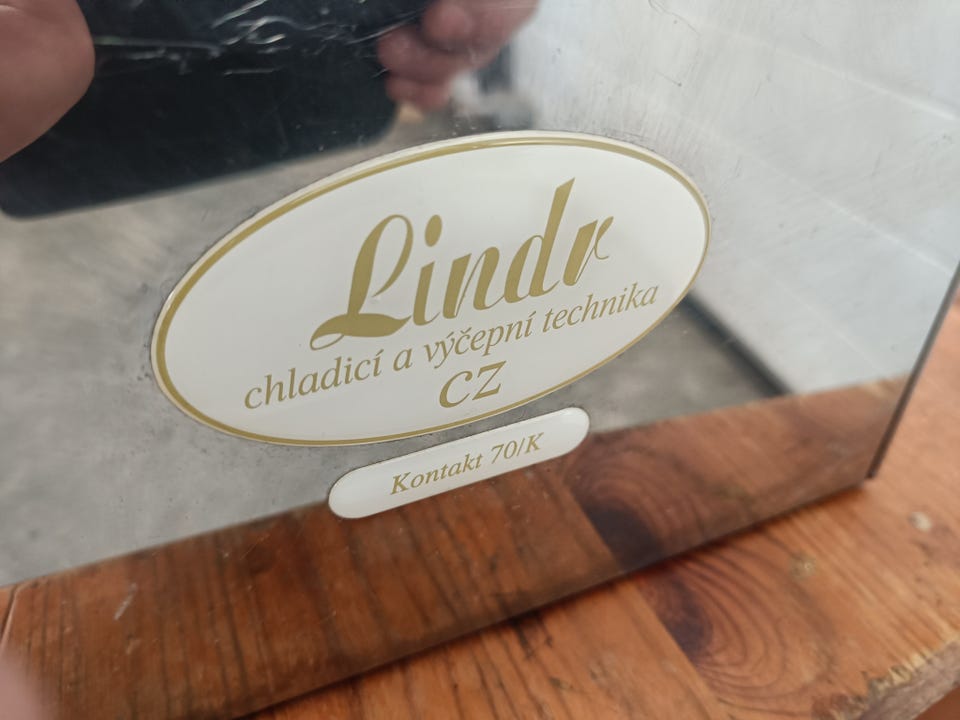 Lindr
chladicí a výčepní technika
CZ
Kontakt 70/K